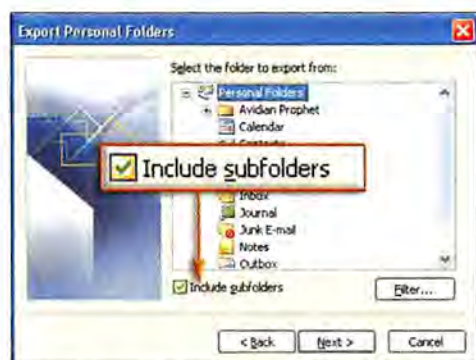 Export Personal Folders
Select the folder to export from:
Personal Folders
Avidian Prophet
Calendar
Include subfolders
Inbox
Journal
Junk E-mail
Notes
Outbox
Include subfolders
Filter...
< Back
Next >
Cancel